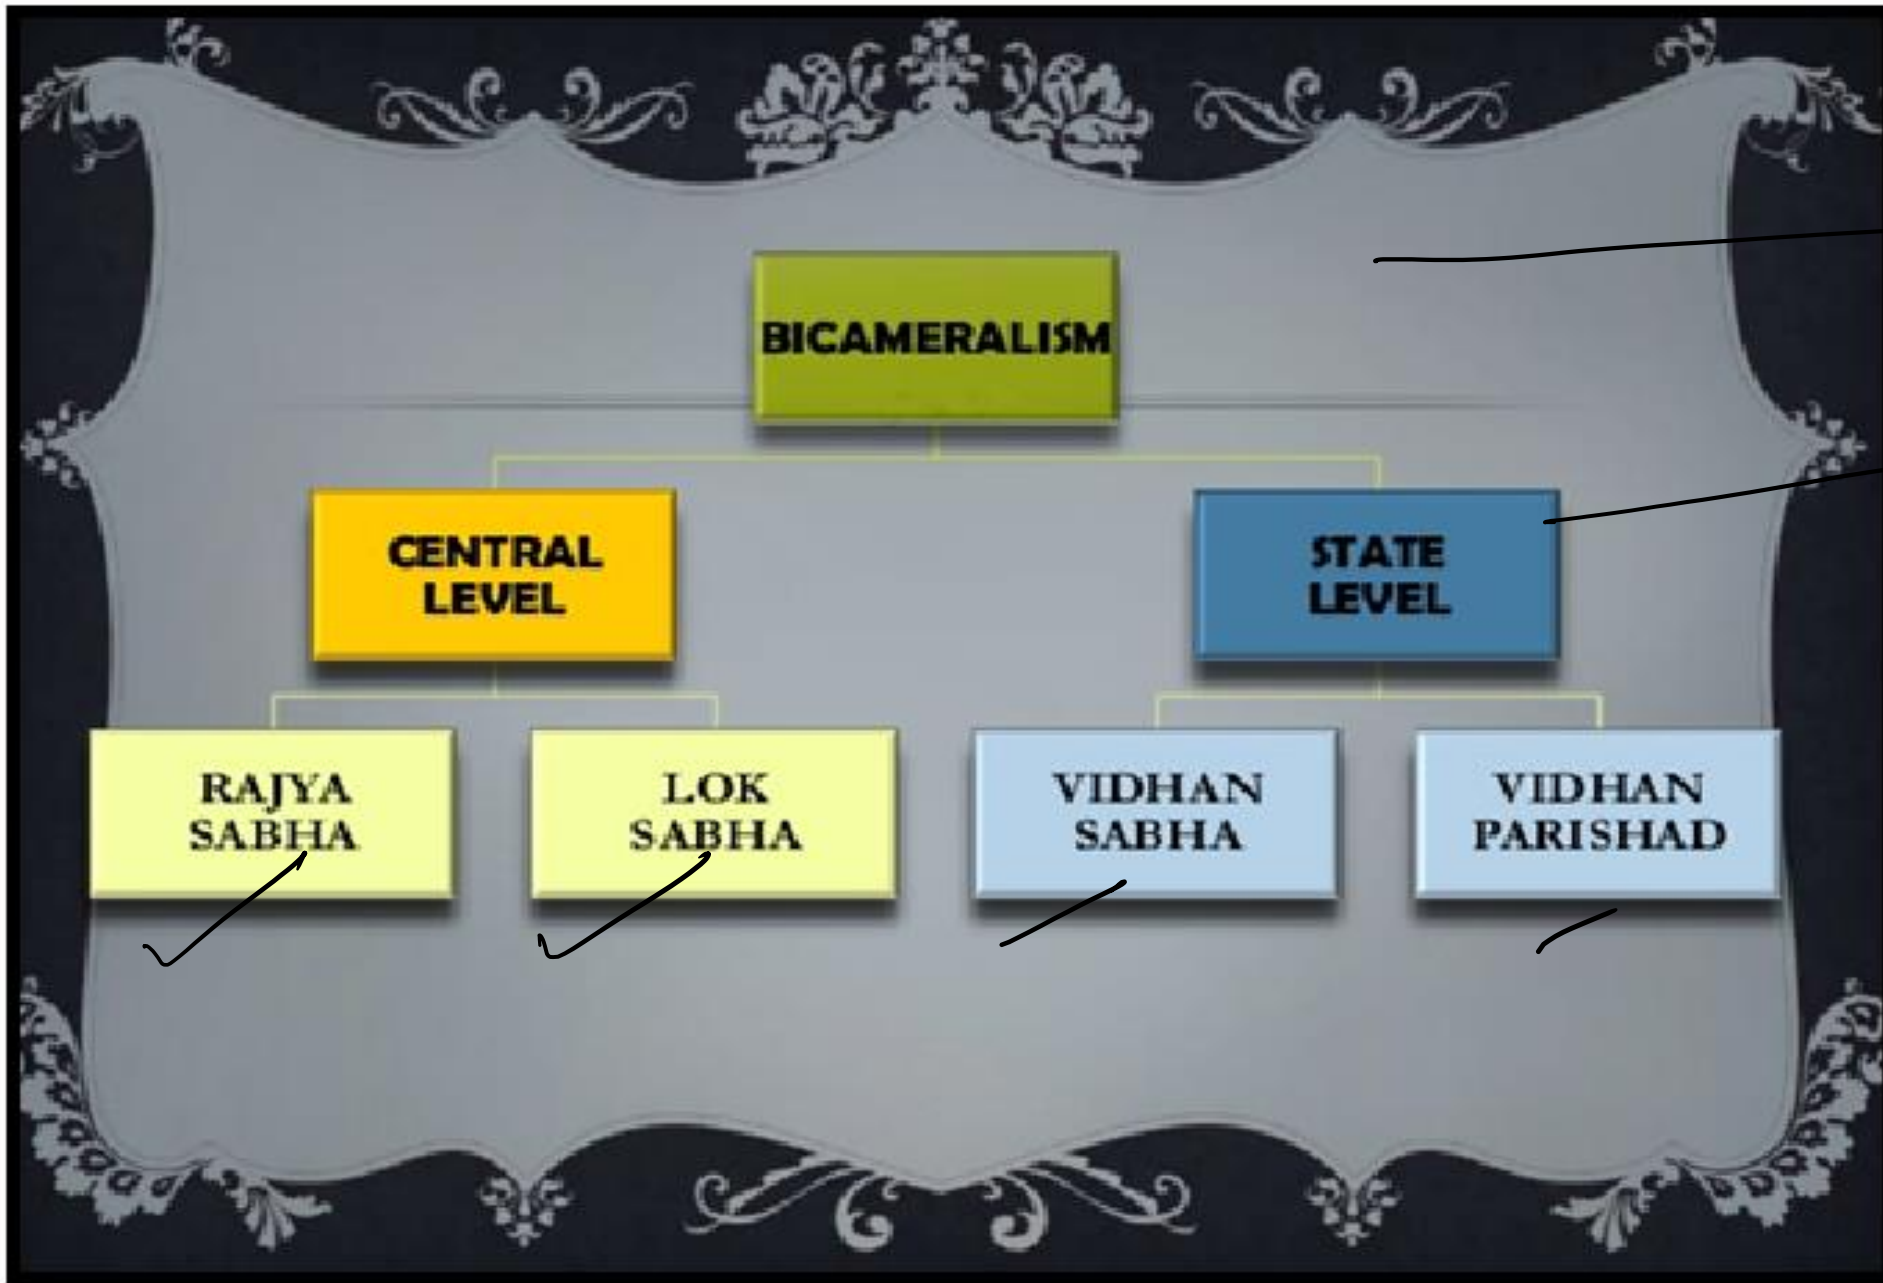 BICAMERALISM
CENTRAL
LEVEL
STATE
LEVEL
RAJYA
SABHA
LOK
SABHA
VIDHAN
SABHA
VIDHAN
PARISHAD